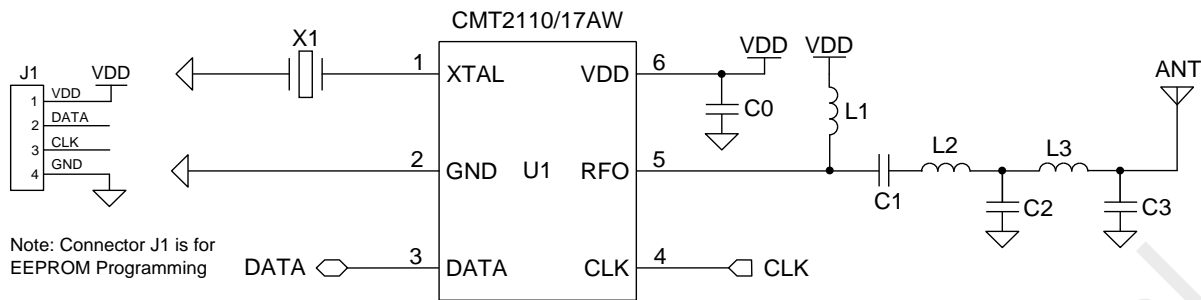 CMT2110/17AW
X1
J1
VDD
1 VDD
2 DATA
3 CLK
4 GND
1 XTAL
VDD 6
VDD
VDD
ANT
C0
L1
2 GND
U1
RFO 5
C1
L2
L3
C2
C3
Note: Connector J1 is for
EEPROM Programming
DATA
3 DATA
CLK 4
CLK